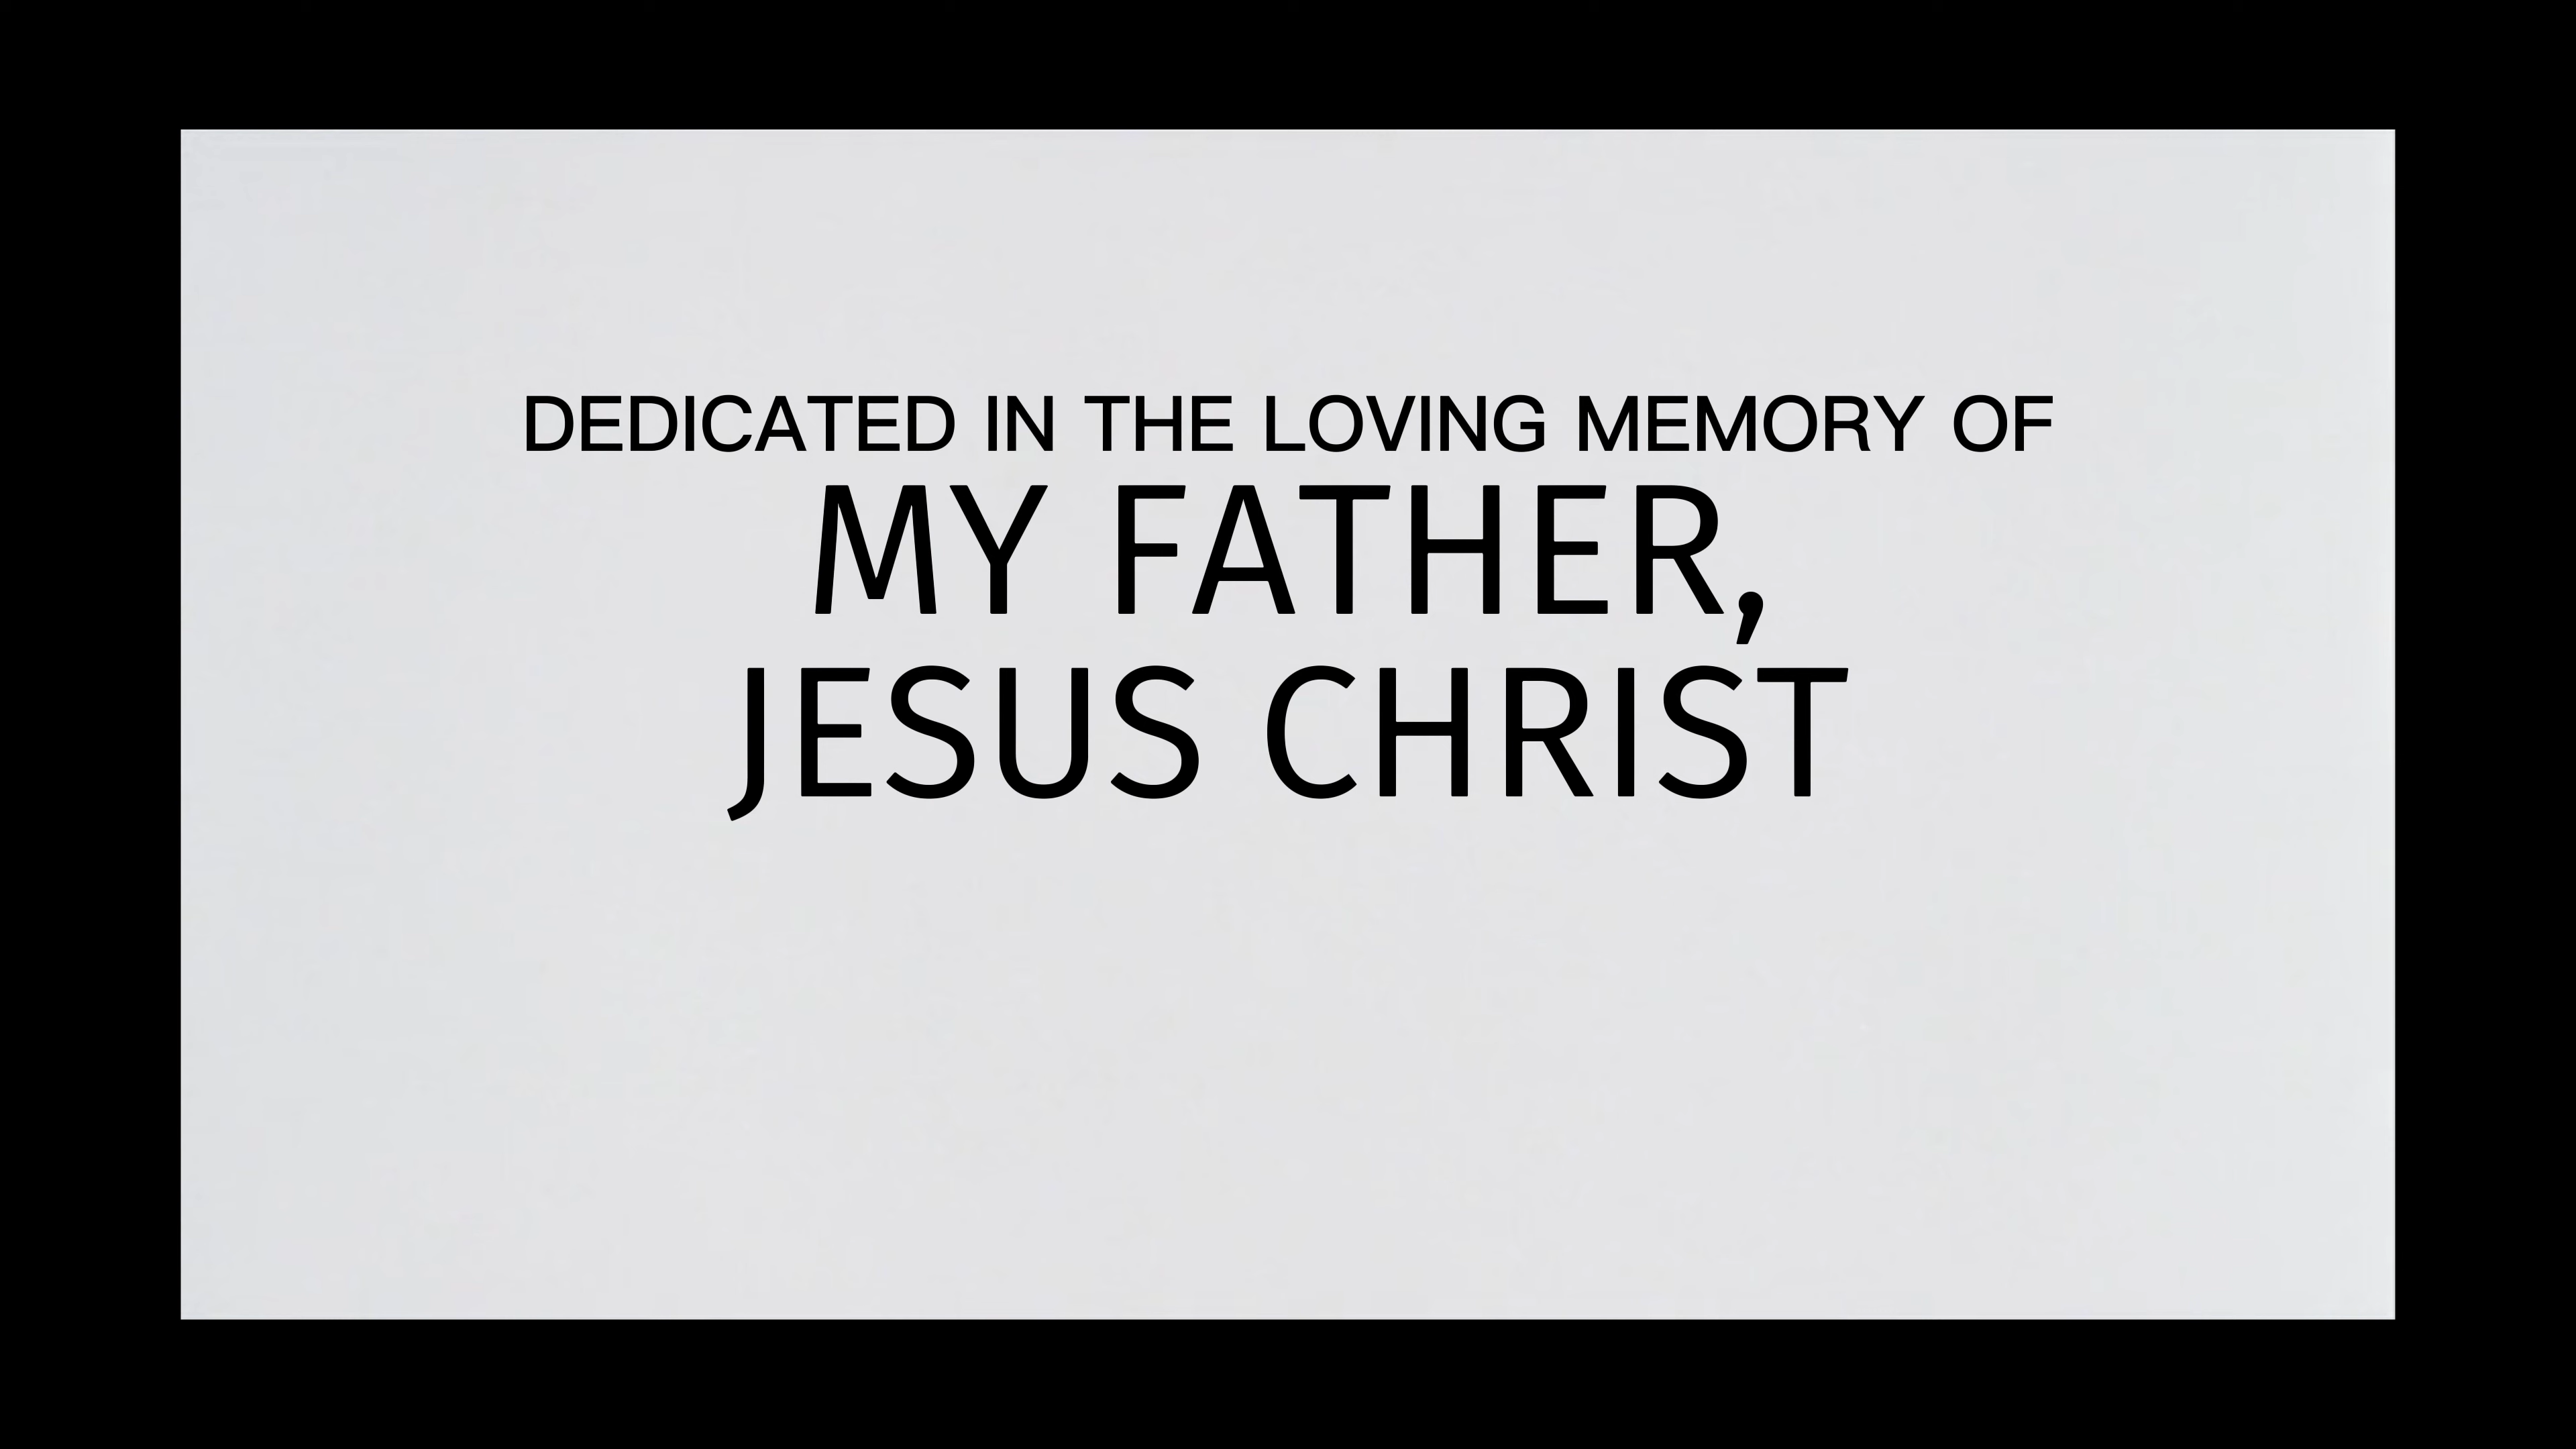 DEDICATED IN THE LOVING MEMORY OF
MY FATHER,
JESUS CHRIST